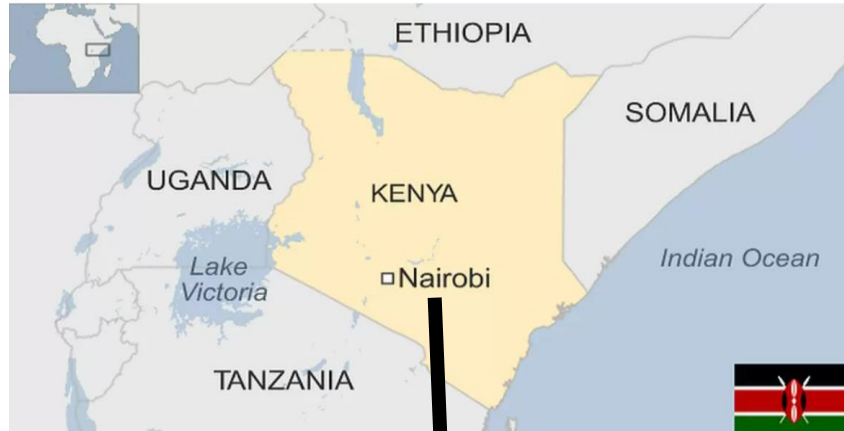 ETHIOPIA
SOMALIA
UGANDA
KENYA
Indian Ocean
Lake
Victoria
Nairobi
TANZANIA